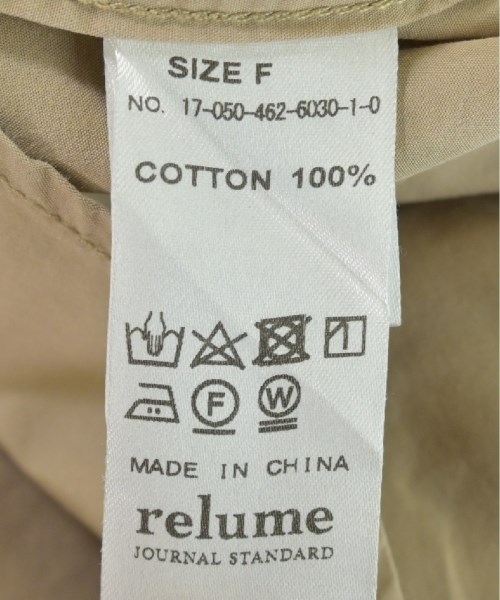 SIZE F
NO. 17-050-462-6030-1-0
COTTON 100%
F W
MADE IN CHINA
relume
JOURNAL STANDARD